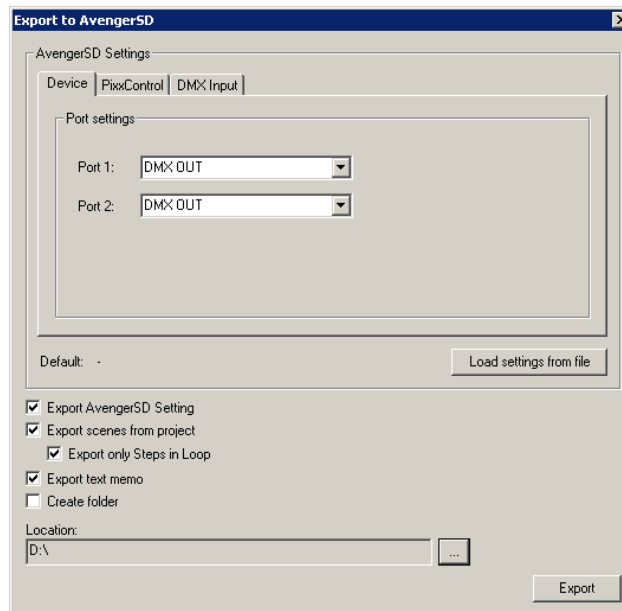 Export to AvengerSD
AvengerSD Settings
Device PixxControl DMX Input
Port settings
Port 1: DMX OUT
Port 2: DMX OUT
Default: - Load settings from file
Export AvengerSD Setting
Export scenes from project
Export only Steps in Loop
Export text memo
Create folder
Location:
D:\ ...
Export